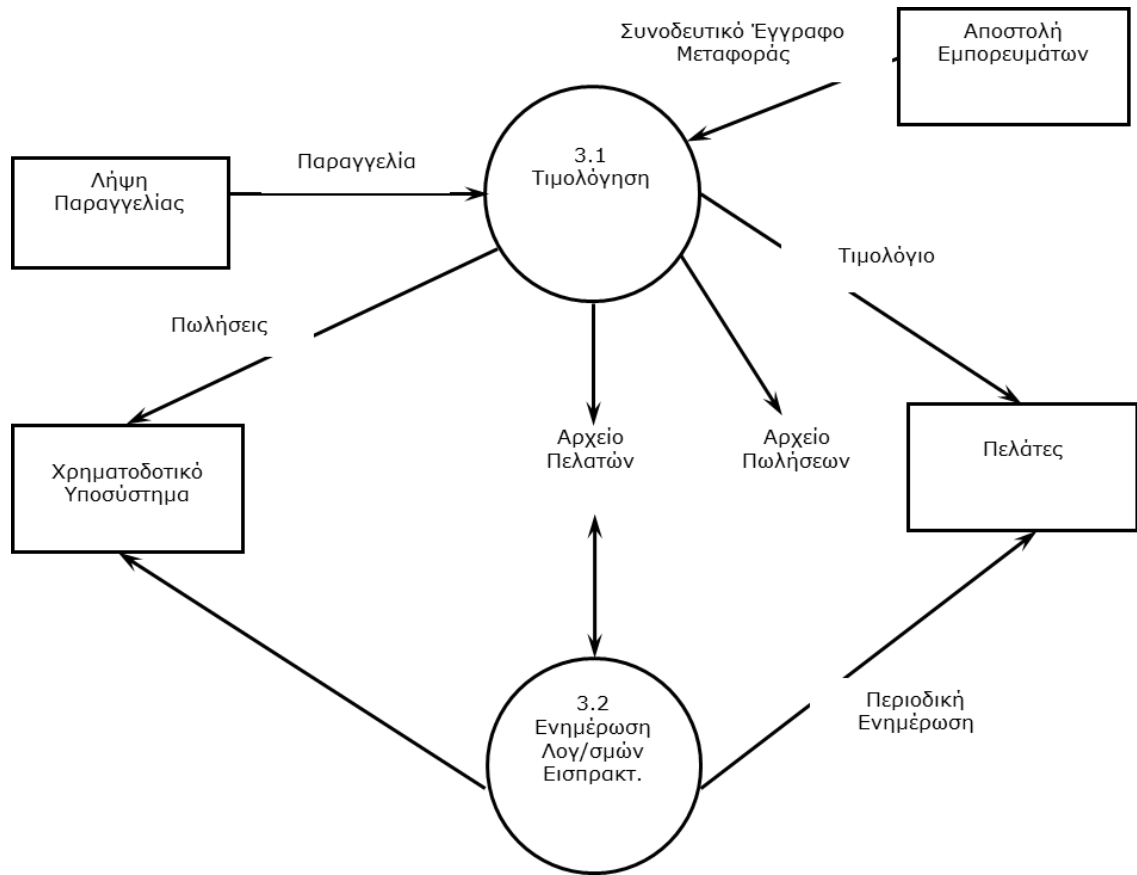 Συνοδευτικό Έγγραφο
Μεταφοράς
Αποστολή
Εμπορευμάτων
3.1
Τιμολόγηση
Παραγγελία
Λήψη
Παραγγελίας
Τιμολόγιο
Πωλήσεις
Αρχείο
Πελατών
Αρχείο
Πωλήσεων
Πελάτες
Χρηματοδοτικό
Υποσύστημα
3.2
Ενημέρωση
Λογ/σμών
Εισπρακτ.
Περιοδική
Ενημέρωση